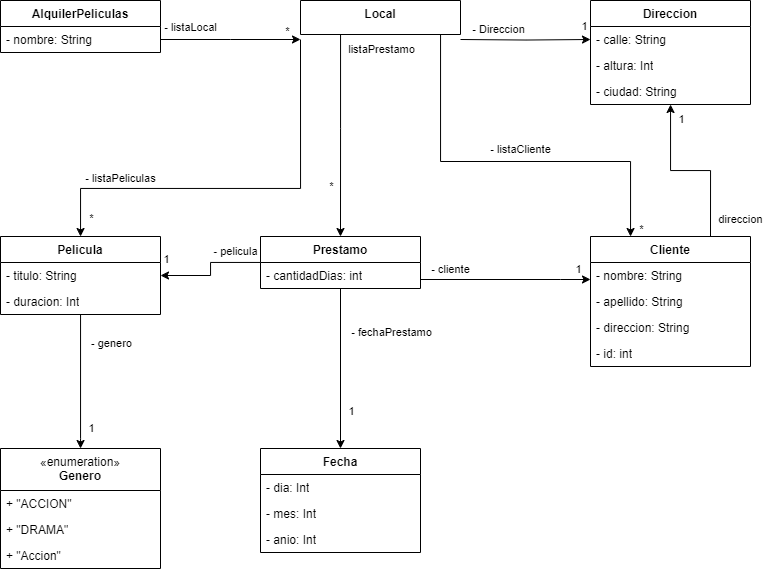 AlquilerPeliculas
- nombre: String
- listaLocal
*
Local
- Direccion
1
Direccion
- calle: String
- altura: Int
- ciudad: String
listaPrestamo
- listaCliente
1
- listaPeliculas
*
*
*
direccion
Pelicula
- titulo: String
- duracion: Int
1
- pelicula
Prestamo
- cantidadDias: int
- cliente
1
Cliente
- nombre: String
- apellido: String
- direccion: String
- id: int
- genero
1
- fechaPrestamo
1
«enumeration»
Genero
+ "ACCION"
+ "DRAMA"
+ "Accion"
Fecha
- dia: Int
- mes: Int
- anio: Int